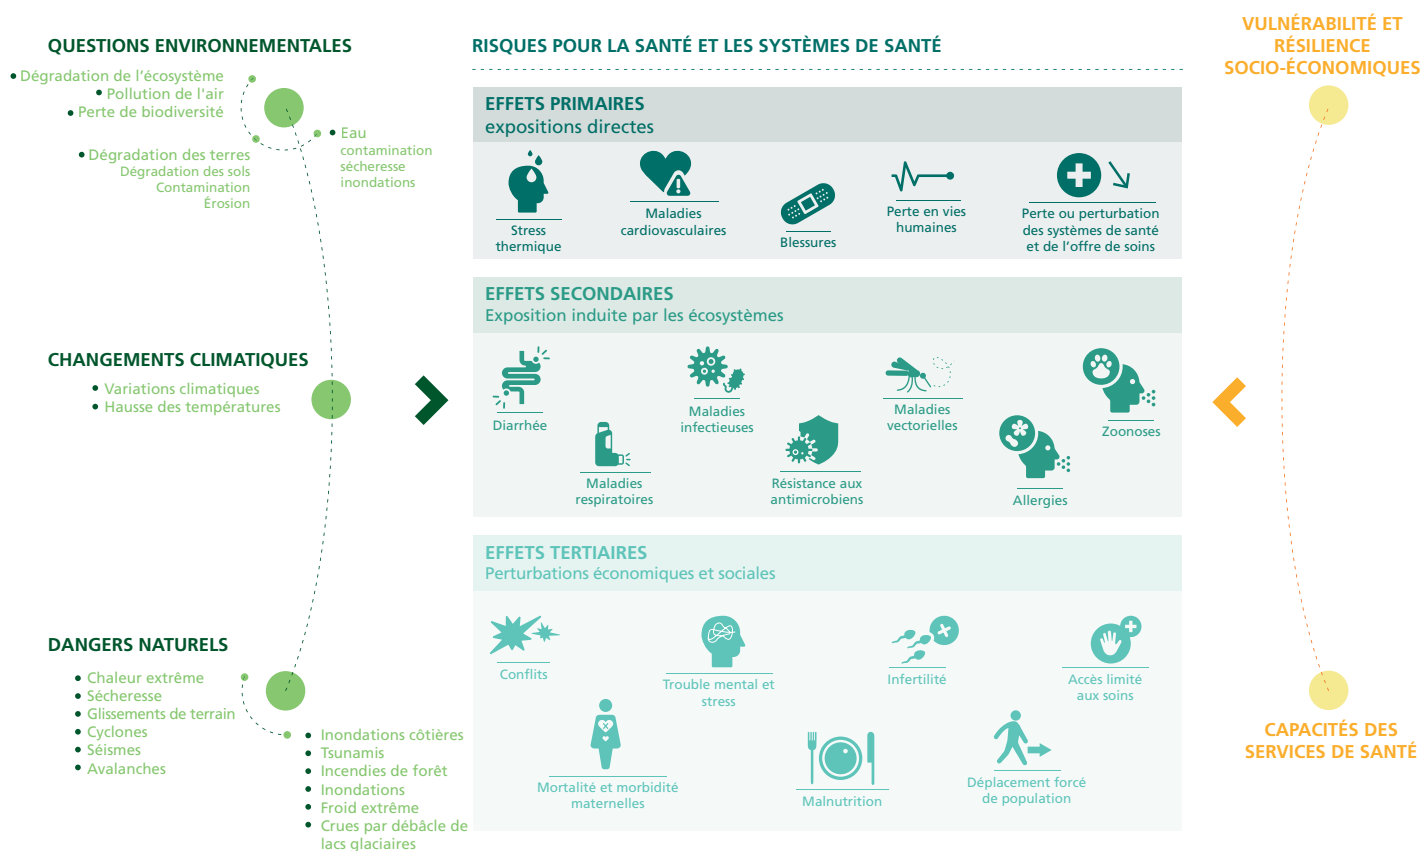 QUESTIONS ENVIRONNEMENTALES
• Dégradation de l'écosystème
• Pollution de l'air
• Perte de biodiversité
• Dégradation des terres
Dégradation des sols
Contamination
Érosion
• Eau
contamination
sécheresse
inondations
CHANGEMENTS CLIMATIQUES
• Variations climatiques
• Hausse des températures
DANGERS NATURELS
• Chaleur extrême
• Sécheresse
• Glissements de terrain
• Cyclones
• Séismes
• Avalanches
• Inondations côtières
• Tsunamis
• Incendies de forêt
• Inondations
• Froid extrême
• Crues par débâcle de
lacs glaciaires
RISQUES POUR LA SANTÉ ET LES SYSTÈMES DE SANTÉ
EFFETS PRIMAIRES
expositions directes
Stress
thermique
Maladies
cardiovasculaires
Blessures
Perte en vies
humaines
Perte ou perturbation
des systèmes de santé
et de l'offre de soins
EFFETS SECONDAIRES
Exposition induite par les écosystèmes
Diarrhée
Maladies
respiratoires
Maladies
infectieuses
Résistance aux
antimicrobiens
Maladies
vectorielles
Allergies
Zoonoses
EFFETS TERTIAIRES
Perturbations économiques et sociales
Conflits
Mortalité et morbidité
maternelles
Trouble mental et
stress
Malnutrition
Infertilité
Déplacement forcé
de population
Accès limité
aux soins
VULNÉRABILITÉ ET
RÉSILIENCE
SOCIO-ÉCONOMIQUES
CAPACITÉS DES
SERVICES DE SANTÉ